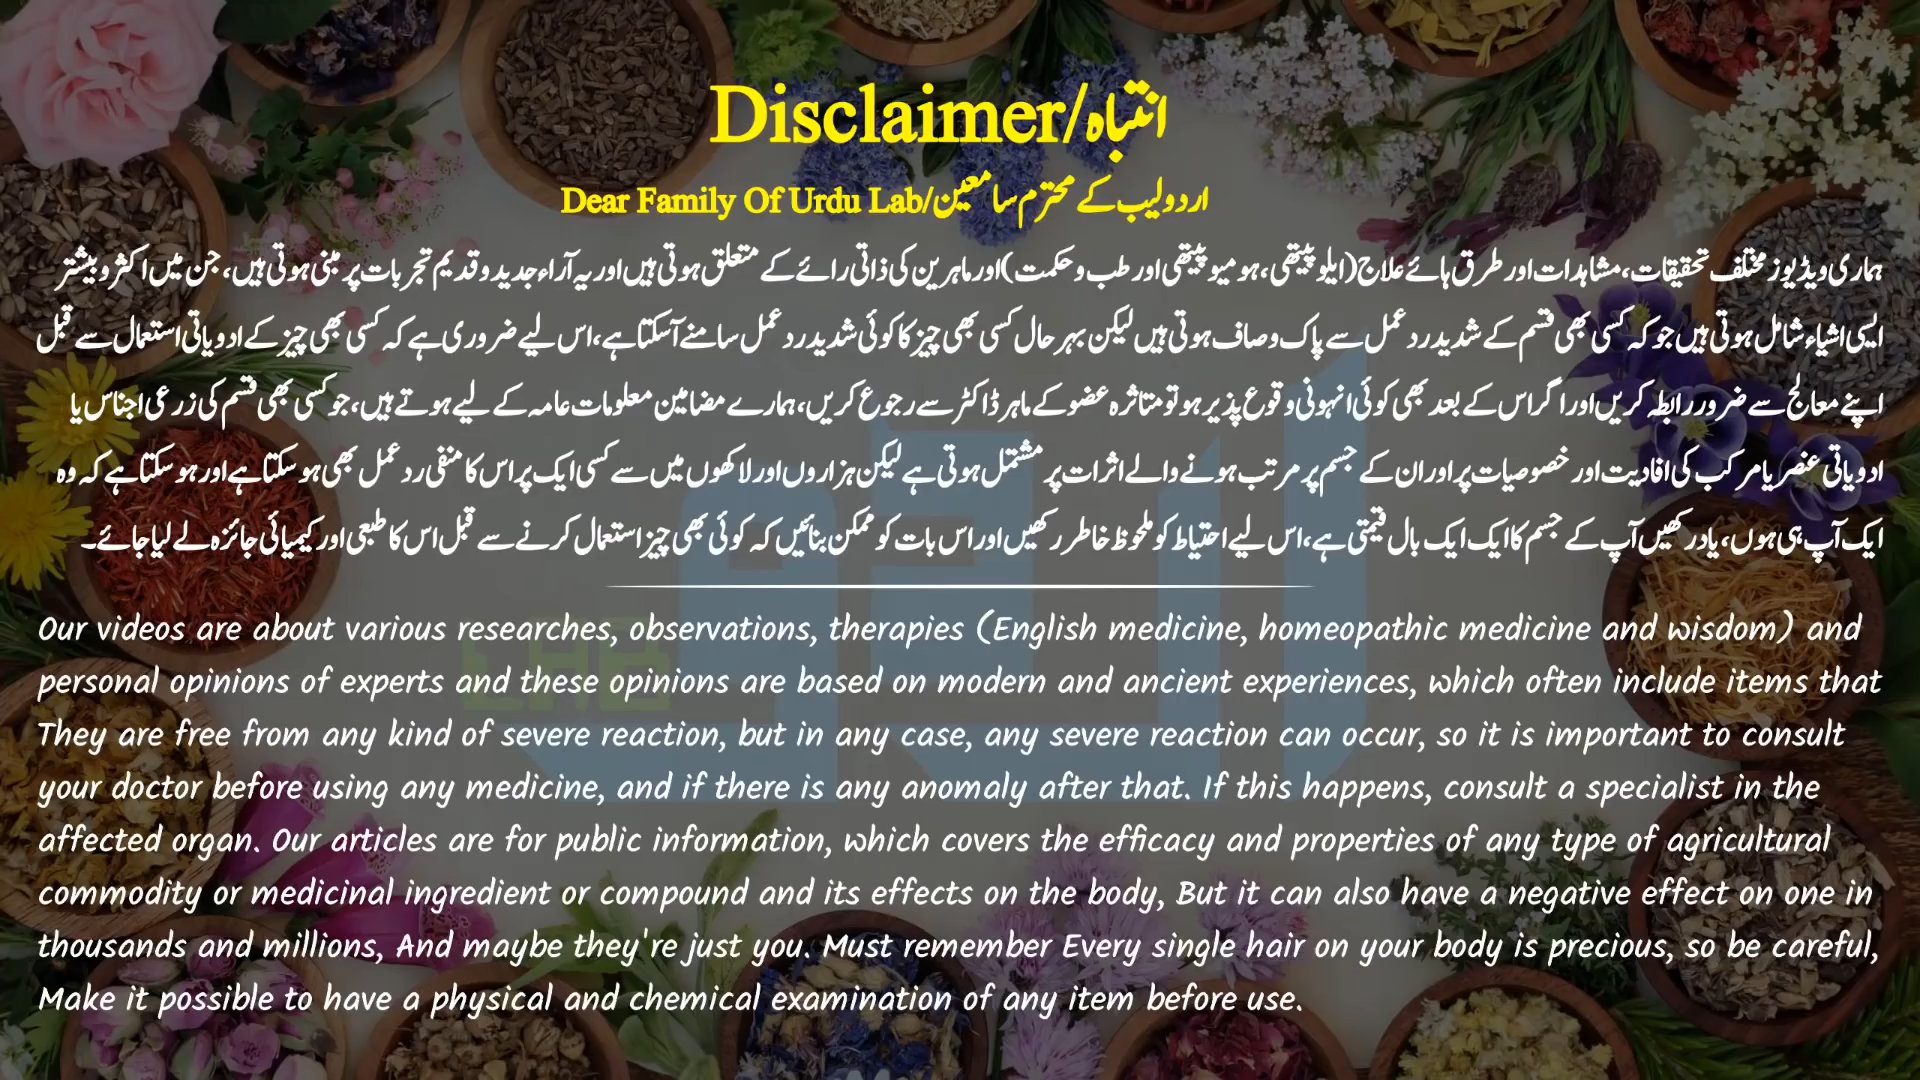 Disclaimer/انتباہ
Dear Family Of Urdu Lab/اردولیب کے محترم سامعین
ہماری ویڈیوز مختلف تحقیقات، مشاہدات اور طرق ہائے علاج (ایلوپیتھی، ہومیوپیتھی اور طب و حکمت) اور ماہرین کی ذاتی رائے کے متعلق ہوتی ہیں اور یہ آراء جدید و قدیم تجربات پر مبنی ہوتی ہیں، جن میں اکثر و بیشتر
ایسی اشیاء شامل ہوتی ہیں جو کہ کسی بھی قسم کے شدید رد عمل سے پاک و صاف ہوتی ہیں لیکن بہر حال کسی بھی چیز کا کوئی شدید رد عمل سامنے آسکتا ہے، اس لیے ضروری ہے کہ کسی بھی چیز کے ادویاتی استعمال سے قبل
اپنے معالج سے ضرور رابطہ کریں اور اگر اس کے بعد بھی کوئی انہونی وقوع پذیر ہو تو متاثرہ عضو کے ماہر ڈاکٹر سے رجوع کریں، ہمارے مضامین معلومات عامہ کے لیے ہوتے ہیں، جو کسی بھی قسم کی زرعی اجناس یا
ادویاتی عنصر یا مرکب کی افادیت اور خصوصیات پر اور ان کے جسم پر مرتب ہونے والے اثرات پر مشتمل ہوتی ہے لیکن ہزاروں اور لاکھوں میں سے کسی ایک پر اس کا منفی رد عمل بھی ہو سکتا ہے اور ہو سکتا ہے کہ وہ
ایک آپ ہی ہوں، یاد رکھیں آپ کے جسم کا ایک ایک بال قیمتی ہے، اس لیے احتیاط کو ملحوظ خاطر رکھیں اور اس بات کو ممکن بنائیں کہ کوئی بھی چیز استعمال کرنے سے قبل اس کا طبعی اور کیمیائی جائزہ لے لیا جائے۔
Our videos are about various researches, observations, therapies (English medicine, homeopathic medicine and wisdom) and
personal opinions of experts and these opinions are based on modern and ancient experiences, which often include items that
They are free from any kind of severe reaction, but in any case, any severe reaction can occur, so it is important to consult
your doctor before using any medicine, and if there is any anomaly after that. If this happens, consult a specialist in the
affected organ. Our articles are for public information, which covers the efficacy and properties of any type of agricultural
commodity or medicinal ingredient or compound and its effects on the body, But it can also have a negative effect on one in
thousands and millions, And maybe they're just you. Must remember Every single hair on your body is precious, so be careful,
Make it possible to have a physical and chemical examination of any item before use.
اردو
LAB